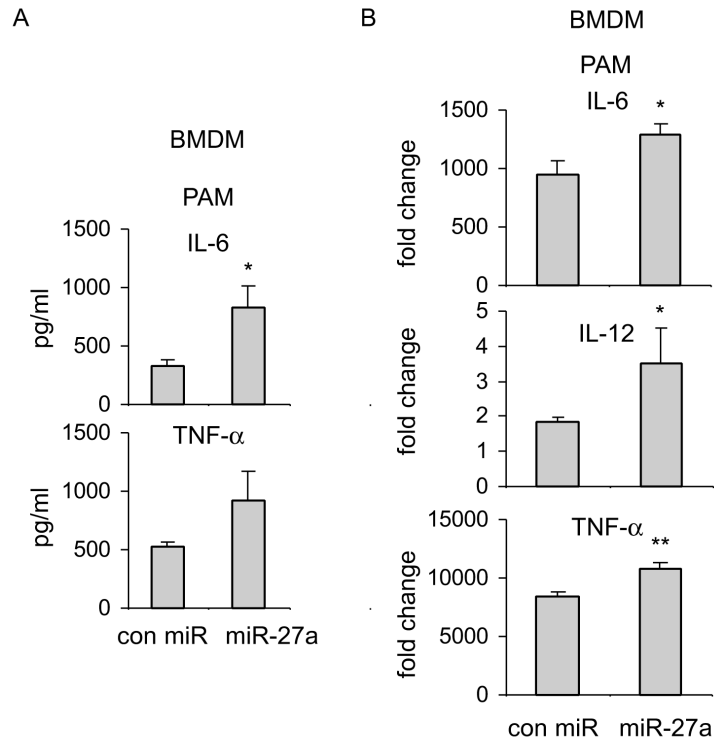 A
BMDM
PAM
IL-6
*
pg/ml
1500
1000
500
0
TNF-α
pg/ml
1500
1000
500
0
con miR miR-27a
B
BMDM
PAM
IL-6
*
fold change
1500
1000
500
0
IL-12
*
fold change
5
4
3
2
1
0
TNF-α
**
fold change
15000
10000
5000
0
con miR miR-27a